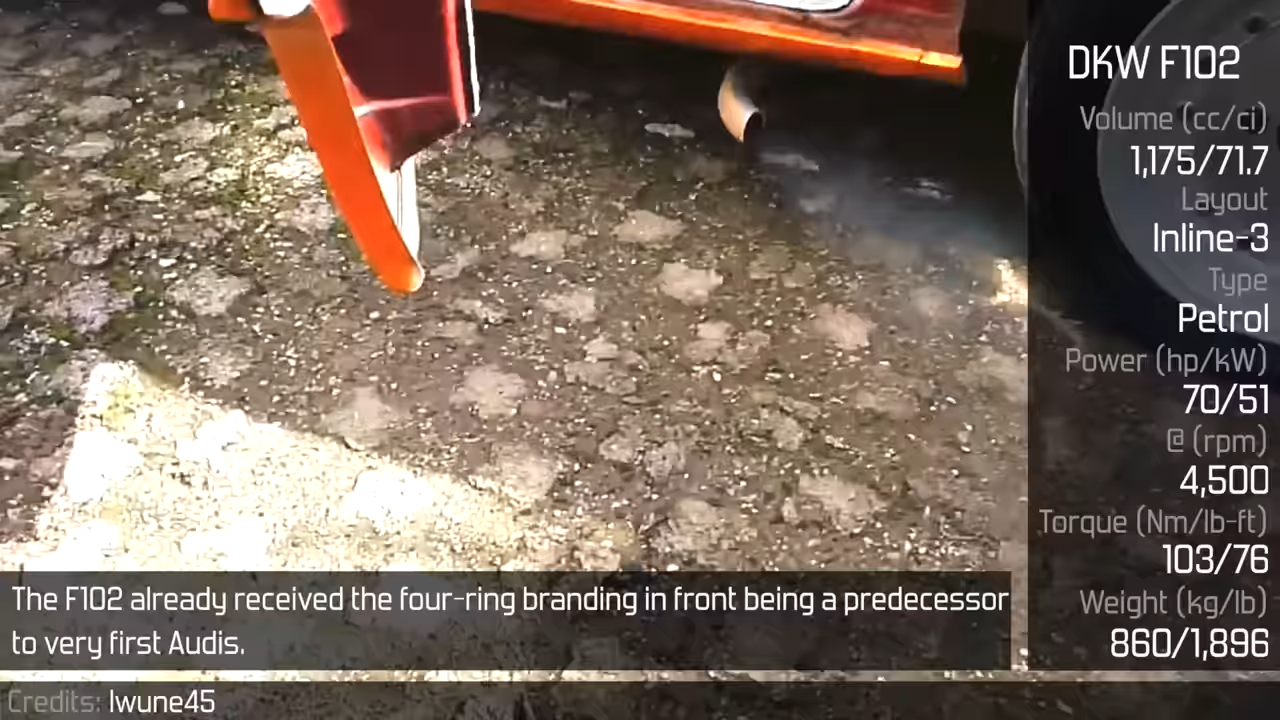 DKW F102
Volume (cc/ci)
1,175/71.7
Layout
Inline-3
Type
Petrol
Power (hp/kW)
70/51
@ (rpm)
4,500
Torque (Nm/lb-ft)
103/76
Weight (kg/lb)
860/1,896
The F102 already received the four-ring branding in front being a predecessor
to very first Audis.
Credits: lwune45